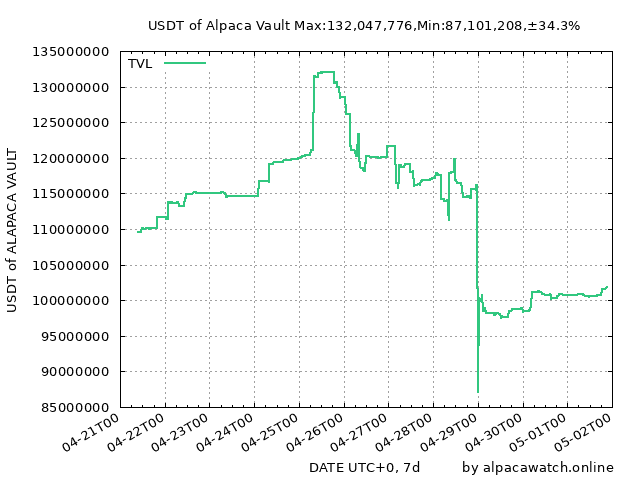 USDT of Alpaca Vault Max:132,047,776,Min:87,101,208,±34.3%
TVL
135000000
130000000
125000000
120000000
115000000
110000000
105000000
100000000
95000000
90000000
85000000
USDT of ALAPACA VAULT
04-21T00
04-22T00
04-23T00
04-24T00
04-25T00
04-26T00
04-27T00
04-28T00
04-29T00
04-30T00
05-01T00
05-02T00
DATE UTC+0, 7d
by alpacawatch.online